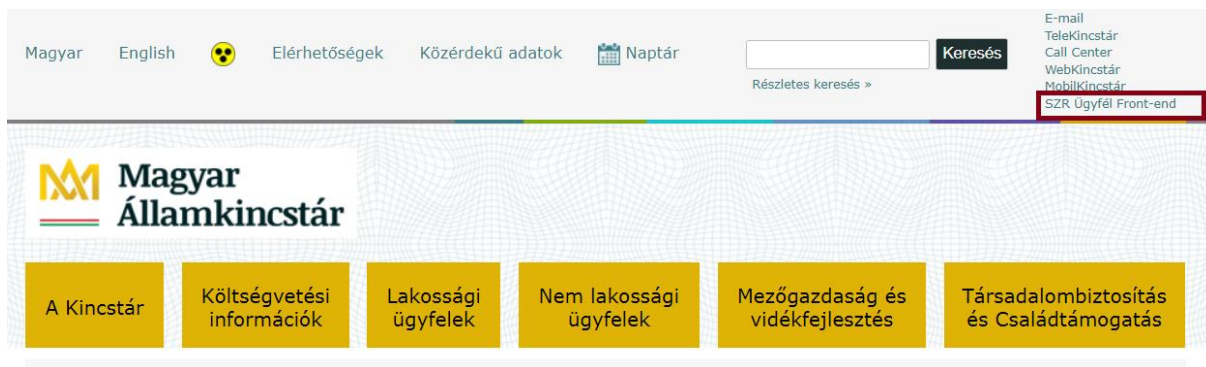 Magyar English Elérhetőségek Közérdekű adatok Naptár
Keresés
Részletes keresés »
E-mail
TeleKincstár
Call Center
WebKincstár
MobilKincstár
SZR Ügyfél Front-end
Magyar
Államkincstár
A Kincstár
Költségvetési
információk
Lakossági
ügyfelek
Nem lakossági
ügyfelek
Mezőgazdaság és
vidékfejlesztés
Társadalombiztosítás
és Családtámogatás